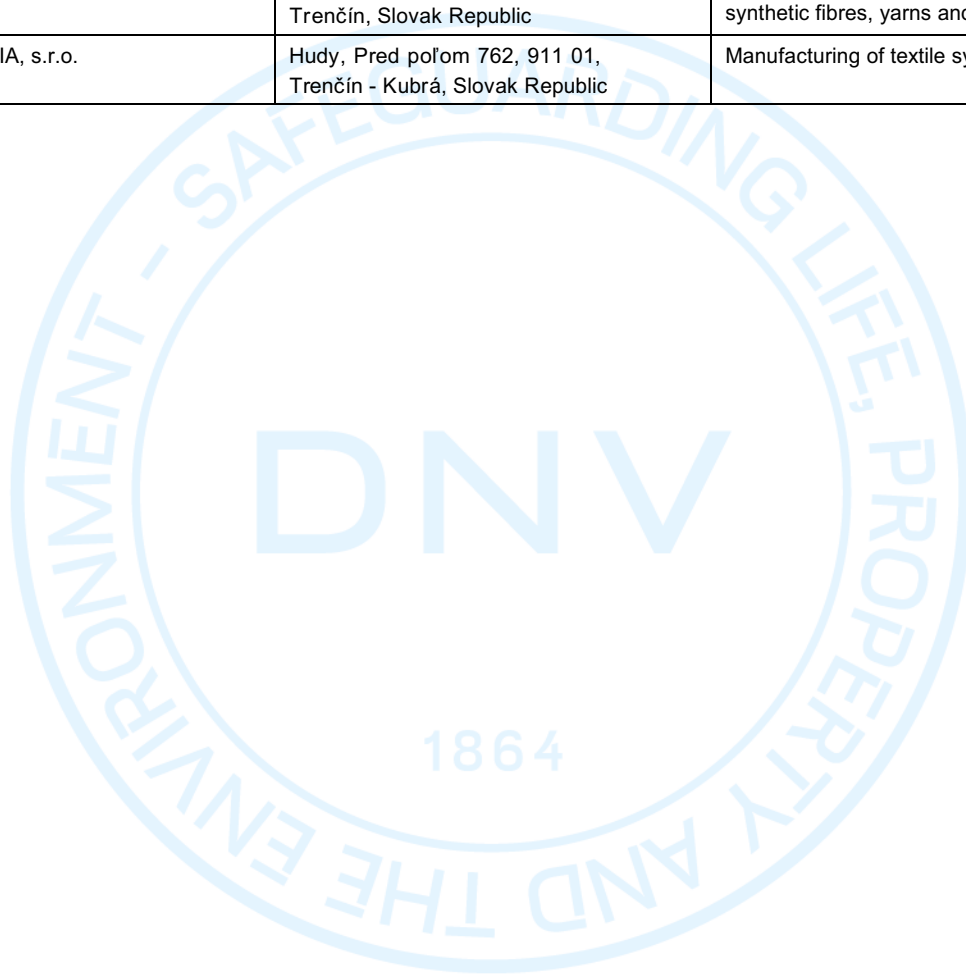 Trenčín, Slovak Republic
synthetic fibres, yarns and
IA, s.r.o.
Hudy, Pred poľom 762, 911 01,
Trenčín - Kubrá, Slovak Republic
Manufacturing of textile sy
SAFEGUARDING LIFE, PROPERTY AND THE ENVIRONMENT -
DNV
1864